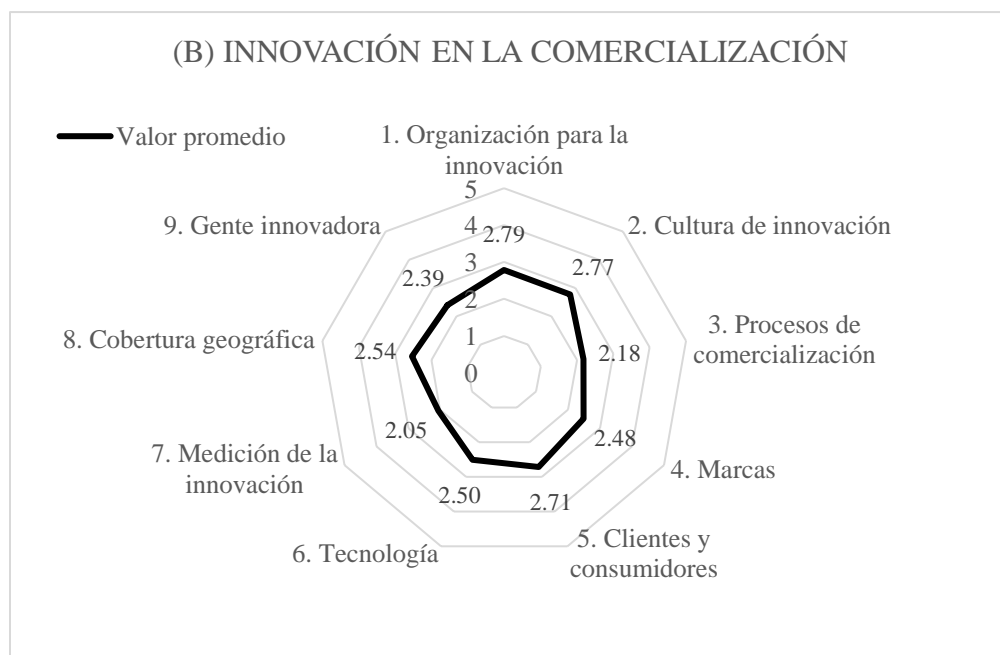 (B) INNOVACIÓN EN LA COMERCIALIZACIÓN
Valor promedio
1. Organización para la
innovación
2. Cultura de innovación
3. Procesos de
comercialización
4. Marcas
5. Clientes y
consumidores
6. Tecnología
7. Medición de la
innovación
8. Cobertura geográfica
9. Gente innovadora
5
4
3
2
1
0
2.79
2.77
2.18
2.48
2.71
2.50
2.05
2.54
2.39